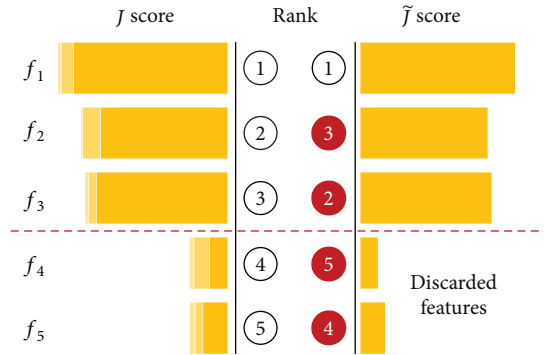 J score Rank J̃ score
f1 1 1
f2 2 3
f3 3 2
f4 4 5
Discarded
features
f5 5 4